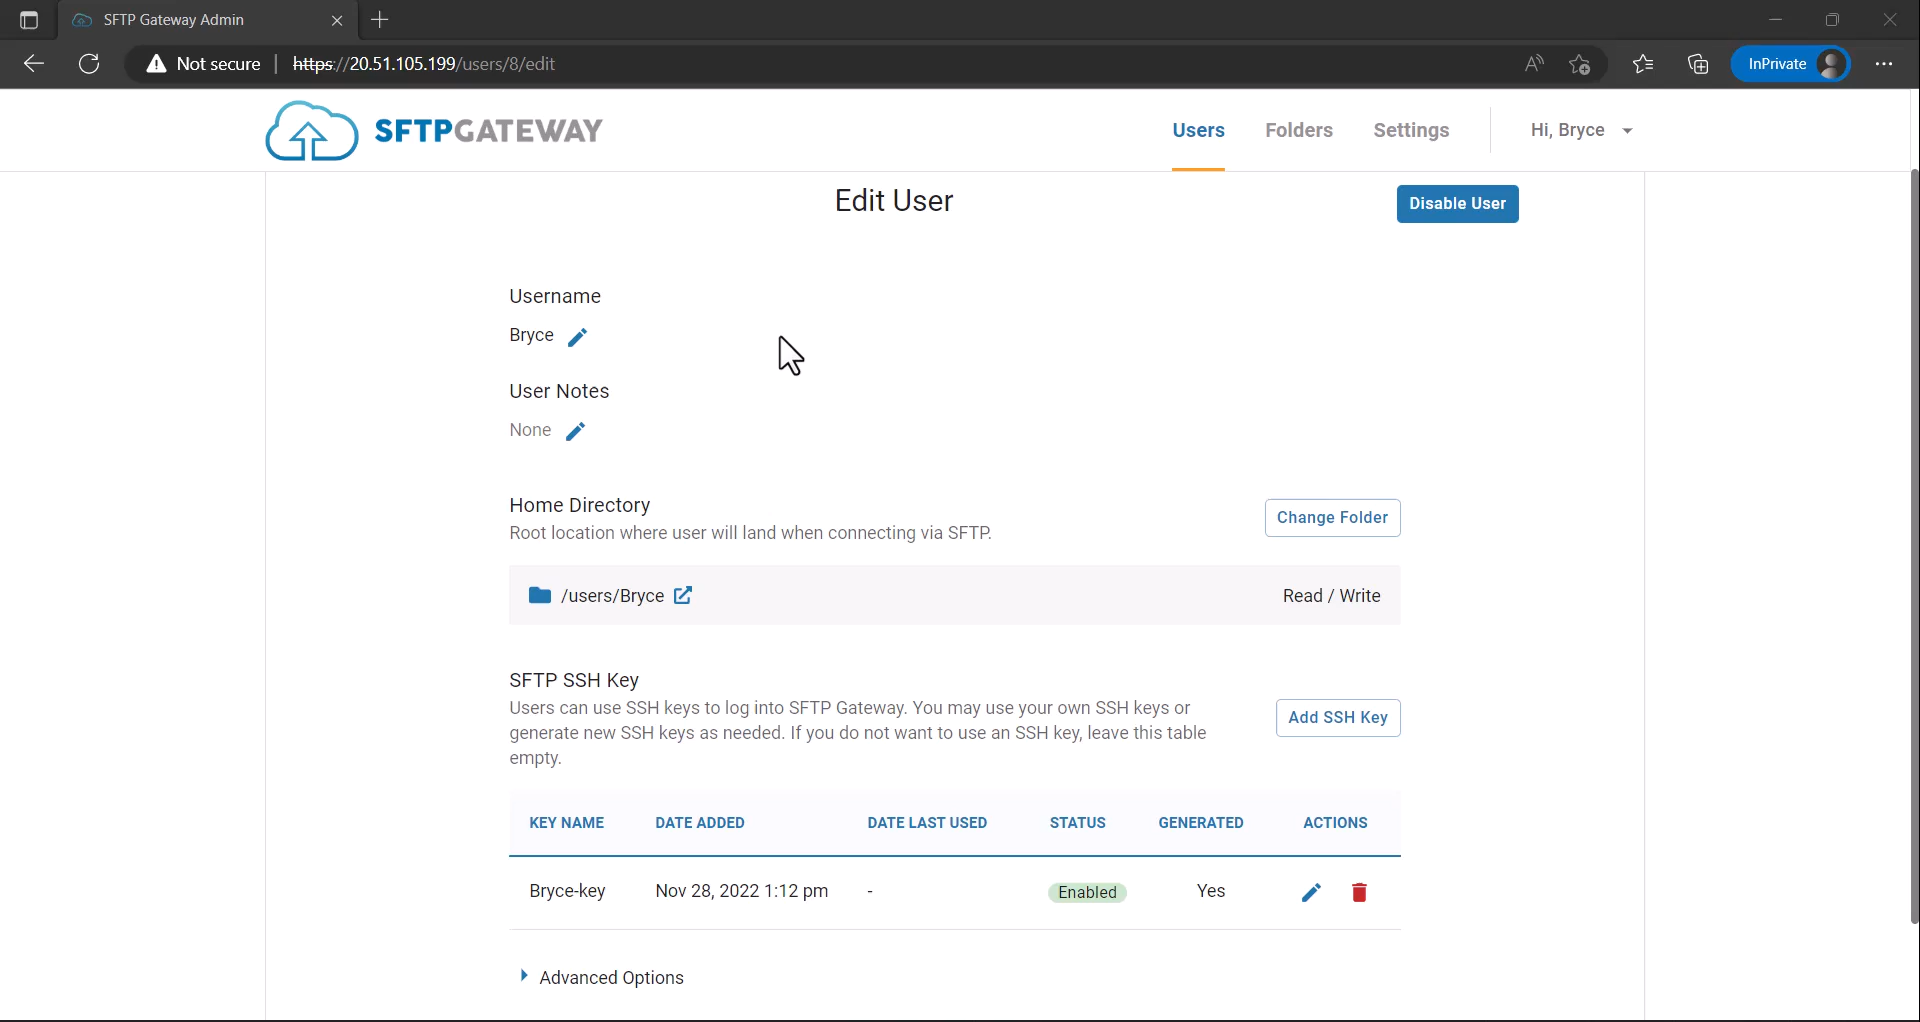 SFTP Gateway Admin
Not secure https://20.51.105.199/users/8/edit
InPrivate
SFTPGATEWAY
Users Folders Settings Hi, Bryce
Edit User
Disable User
Username
Bryce
User Notes
None
Home Directory
Root location where user will land when connecting via SFTP.
Change Folder
/users/Bryce Read / Write
SFTP SSH Key
Users can use SSH keys to log into SFTP Gateway. You may use your own SSH keys or
generate new SSH keys as needed. If you do not want to use an SSH key, leave this table
empty.
Add SSH Key
KEY NAME DATE ADDED DATE LAST USED STATUS GENERATED ACTIONS
Bryce-key Nov 28, 2022 1:12 pm - Enabled Yes
Advanced Options